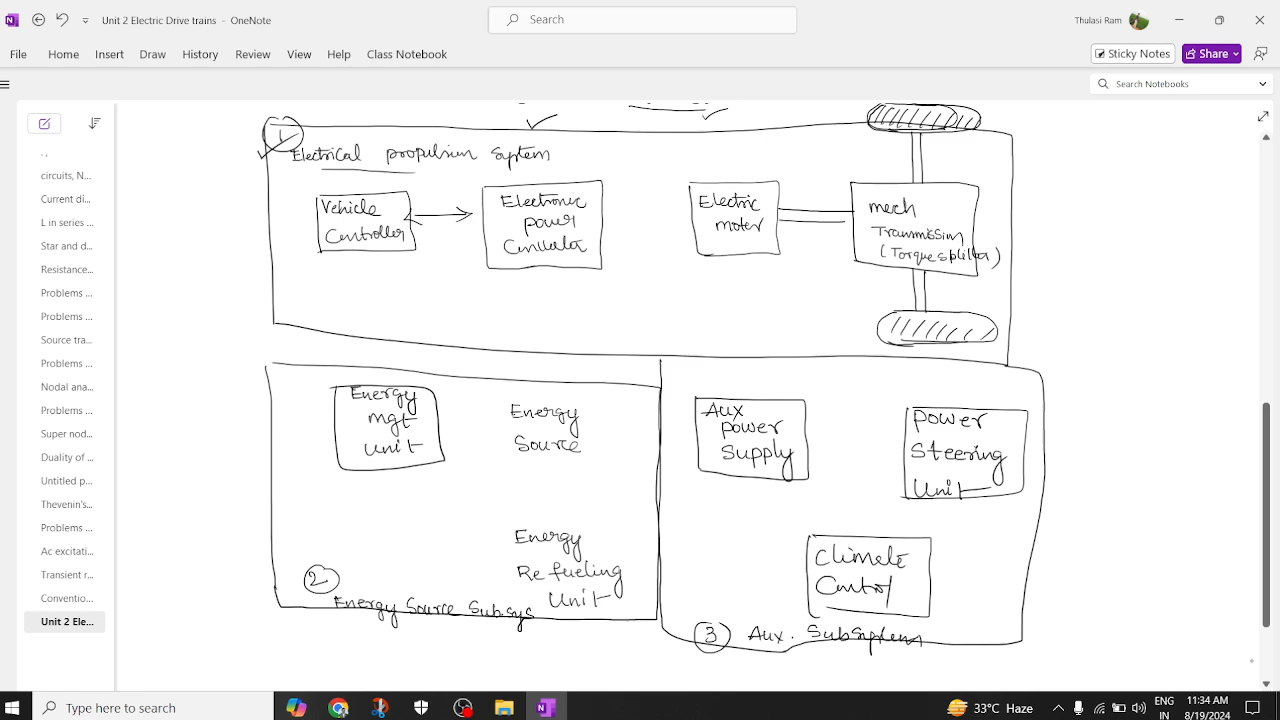 Unit 2 Electric Drive trains - OneNote
Search
Thulasi Ram
File Home Insert Draw History Review View Help Class Notebook
Sticky Notes
Share
Search Notebooks
circuits, N...
Current di...
L in series ...
Star and d...
Resistance...
Problems ...
Problems ...
Source tra...
Problems ...
Nodal ana...
Problems ...
Super nod...
Duality of ...
Untitled p...
Thevenin's...
Problems ...
Ac excitati...
Transient r...
Conventio...
Unit 2 Ele...
1
Electrical propulsion System
Vehicle
Controller
Electronic
power
Electric
motor
mech
Transmission
(Torque splitter)
Energy
mgt
unit
Energy
Source
Energy
Refueling
Unit
2
Energy Source Subsys
Aux
power
Supply
power
Steering
Unit
Climate
Control
3 Aux. Subsystem
Type here to search
33°C Haze
ENG
IN
11:34 AM
8/19/2024